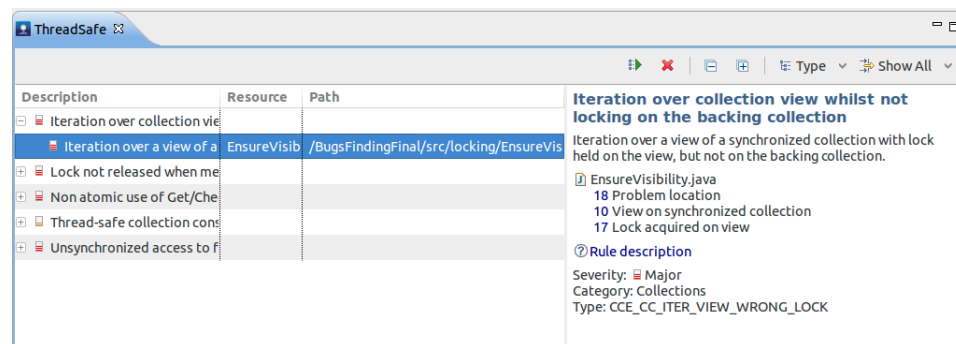 ThreadSafe
Type Show All
Description Resource Path
Iteration over collection vie
Iteration over a view of a EnsureVisib /BugsFindingFinal/src/locking/EnsureVis
Lock not released when me
Non atomic use of Get/Che
Thread-safe collection cons
Unsynchronized access to f
Iteration over collection view whilst not
locking on the backing collection
Iteration over a view of a synchronized collection with lock
held on the view, but not on the backing collection.
EnsureVisibility.java
18 Problem location
10 View on synchronized collection
17 Lock acquired on view
Rule description
Severity: Major
Category: Collections
Type: CCE_CC_ITER_VIEW_WRONG_LOCK